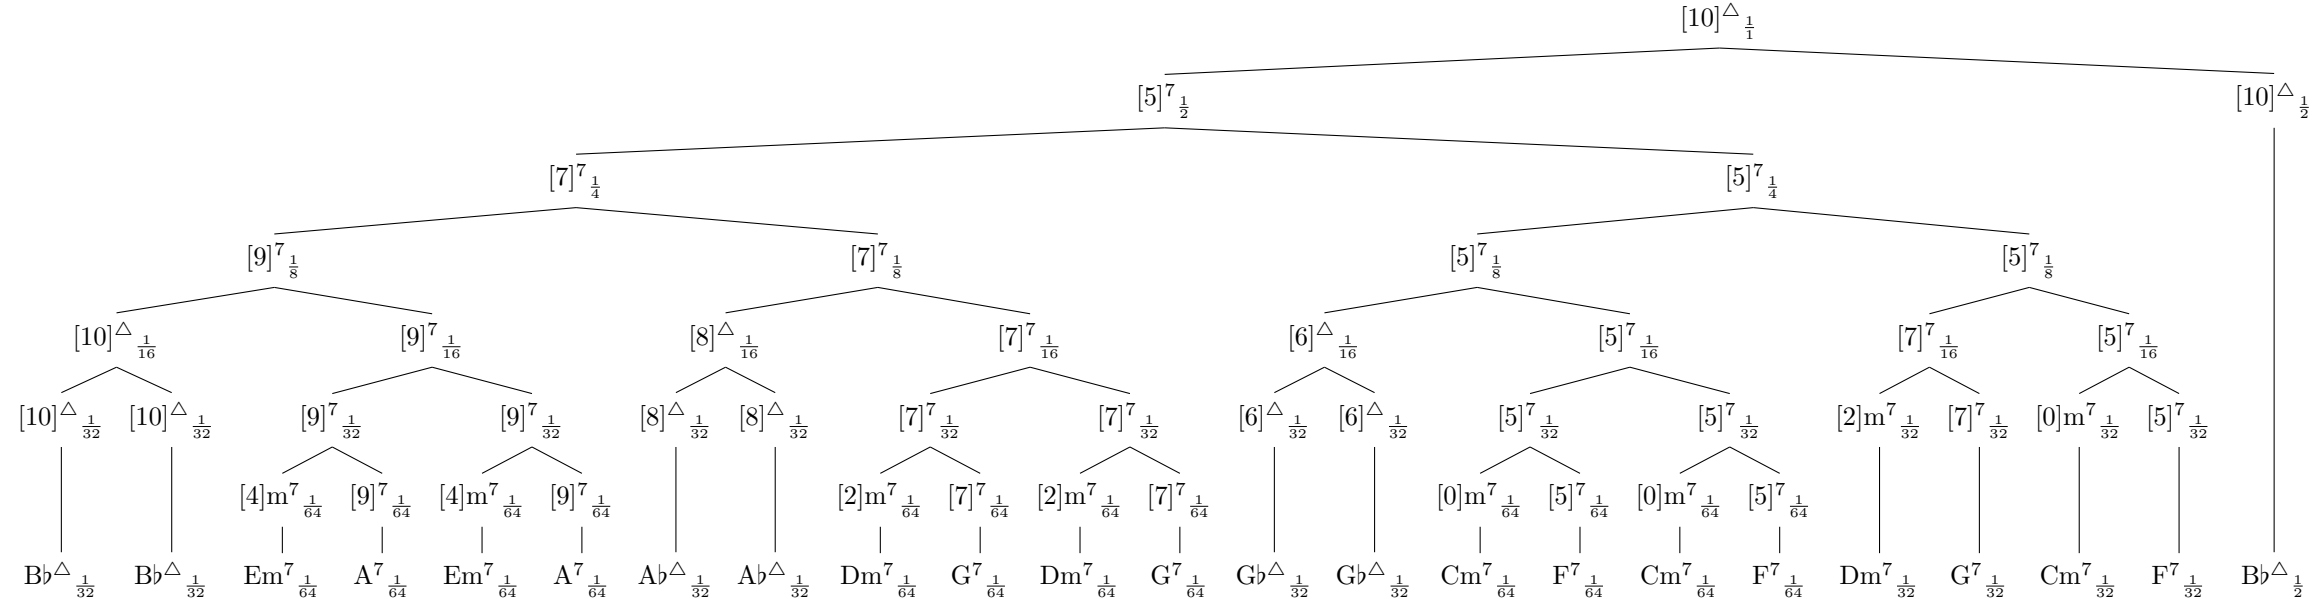 [10]△ 1/1
[5]7 1/2 [10]△ 1/2
[7]7 1/4 [5]7 1/4
[9]7 1/8 [7]7 1/8 [5]7 1/8 [5]7 1/8
[10]△ 1/16 [9]7 1/16 [8]△ 1/16 [7]7 1/16 [6]△ 1/16 [5]7 1/16 [7]7 1/16 [5]7 1/16
[10]△ 1/32 [10]△ 1/32 [9]7 1/32 [9]7 1/32 [8]△ 1/32 [8]△ 1/32 [7]7 1/32 [7]7 1/32 [6]△ 1/32 [6]△ 1/32 [5]7 1/32 [5]7 1/32 [2]m7 1/32 [7]7 1/32 [0]m7 1/32 [5]7 1/32
[4]m7 1/64 [9]7 1/64 [4]m7 1/64 [9]7 1/64 [2]m7 1/64 [7]7 1/64 [2]m7 1/64 [7]7 1/64 [0]m7 1/64 [5]7 1/64 [0]m7 1/64 [5]7 1/64
B♭△ 1/32 B♭△ 1/32 Em7 1/64 A7 1/64 Em7 1/64 A7 1/64 A♭△ 1/32 A♭△ 1/32 Dm7 1/64 G7 1/64 Dm7 1/64 G7 1/64 G♭△ 1/32 G♭△ 1/32 Cm7 1/64 F7 1/64 Cm7 1/64 F7 1/64 Dm7 1/32 G7 1/32 Cm7 1/32 F7 1/32 B♭△ 1/2